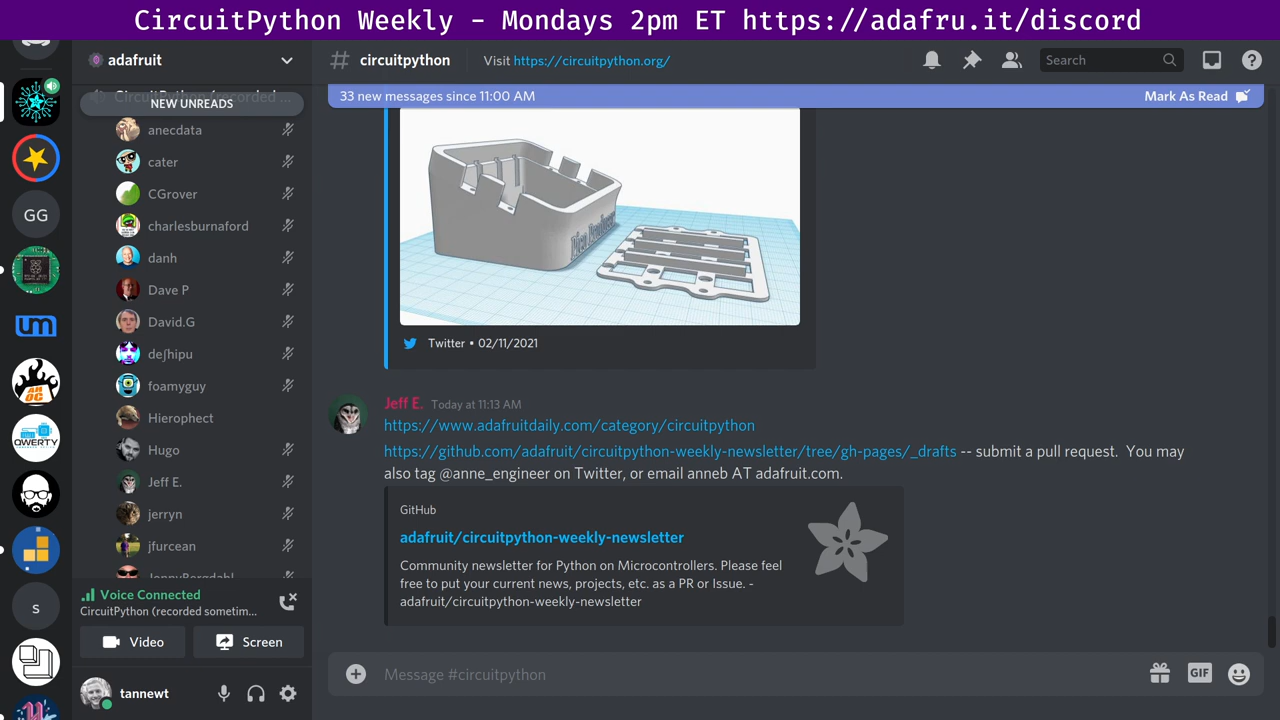 CircuitPython Weekly - Mondays 2pm ET https://adafru.it/discord
adafruit
circuitpython
Visit https://circuitpython.org/
Search
NEW UNREADS
33 new messages since 11:00 AM
Mark As Read
anecdata
cater
CGrover
charlesburnaford
danh
Dave P
David.G
deʃhipu
foamyguy
Hierophect
Hugo
Jeff E.
jerryn
jfurcean
GG
QWERTY
s
Twitter • 02/11/2021
Jeff E. Today at 11:13 AM
https://www.adafruitdaily.com/category/circuitpython
https://github.com/adafruit/circuitpython-weekly-newsletter/tree/gh-pages/_drafts -- submit a pull request. You may
also tag @anne_engineer on Twitter, or email anneb AT adafruit.com.
GitHub
adafruit/circuitpython-weekly-newsletter
Community newsletter for Python on Microcontrollers. Please feel
free to put your current news, projects, etc. as a PR or Issue. -
adafruit/circuitpython-weekly-newsletter
Voice Connected
CircuitPython (recorded sometim...
Video
Screen
tannewt
Message #circuitpython
GIF